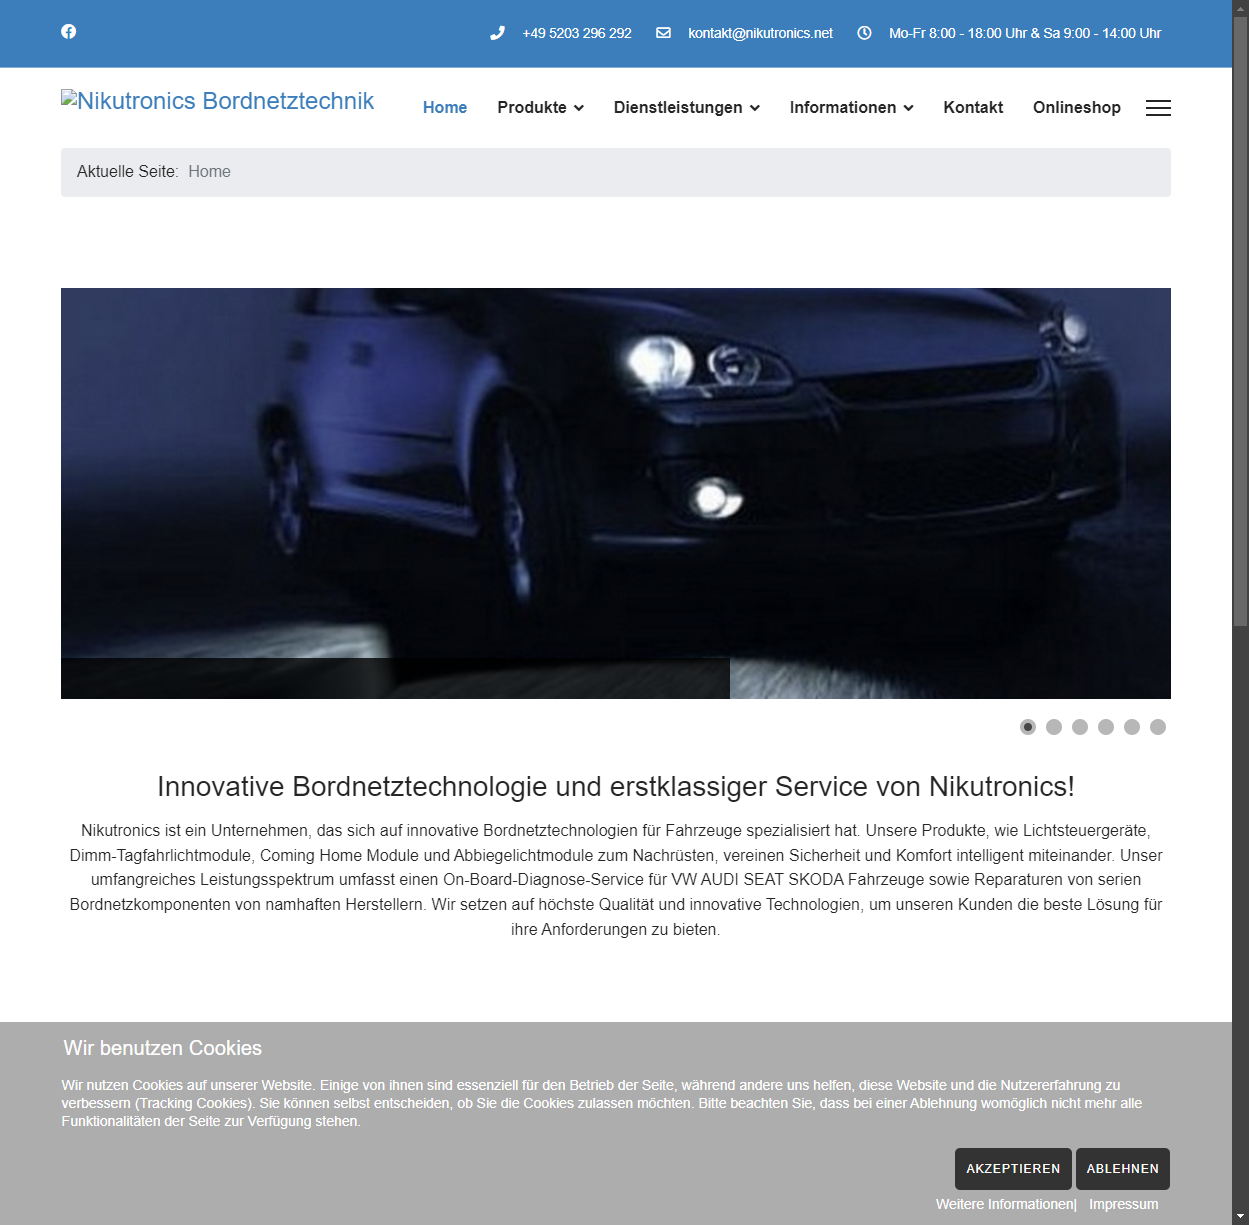 +49 5203 296 292 kontakt@nikutronics.net Mo-Fr 8:00 - 18:00 Uhr & Sa 9:00 - 14:00 Uhr
Nikutronics Bordnetztechnik Home Produkte Dienstleistungen Informationen Kontakt Onlineshop
Aktuelle Seite: Home
Innovative Bordnetztechnologie und erstklassiger Service von Nikutronics!
Nikutronics ist ein Unternehmen, das sich auf innovative Bordnetztechnologien für Fahrzeuge spezialisiert hat. Unsere Produkte, wie Lichtsteuergeräte,
Dimm-Tagfahrlichtmodule, Coming Home Module und Abbiegelichtmodule zum Nachrüsten, vereinen Sicherheit und Komfort intelligent miteinander. Unser
umfangreiches Leistungsspektrum umfasst einen On-Board-Diagnose-Service für VW AUDI SEAT SKODA Fahrzeuge sowie Reparaturen von serien
Bordnetzkomponenten von namhaften Herstellern. Wir setzen auf höchste Qualität und innovative Technologien, um unseren Kunden die beste Lösung für
ihre Anforderungen zu bieten.
Wir benutzen Cookies
Wir nutzen Cookies auf unserer Website. Einige von ihnen sind essenziell für den Betrieb der Seite, während andere uns helfen, diese Website und die Nutzererfahrung zu
verbessern (Tracking Cookies). Sie können selbst entscheiden, ob Sie die Cookies zulassen möchten. Bitte beachten Sie, dass bei einer Ablehnung womöglich nicht mehr alle
Funktionalitäten der Seite zur Verfügung stehen.
AKZEPTIEREN ABLEHNEN
Weitere Informationen| Impressum